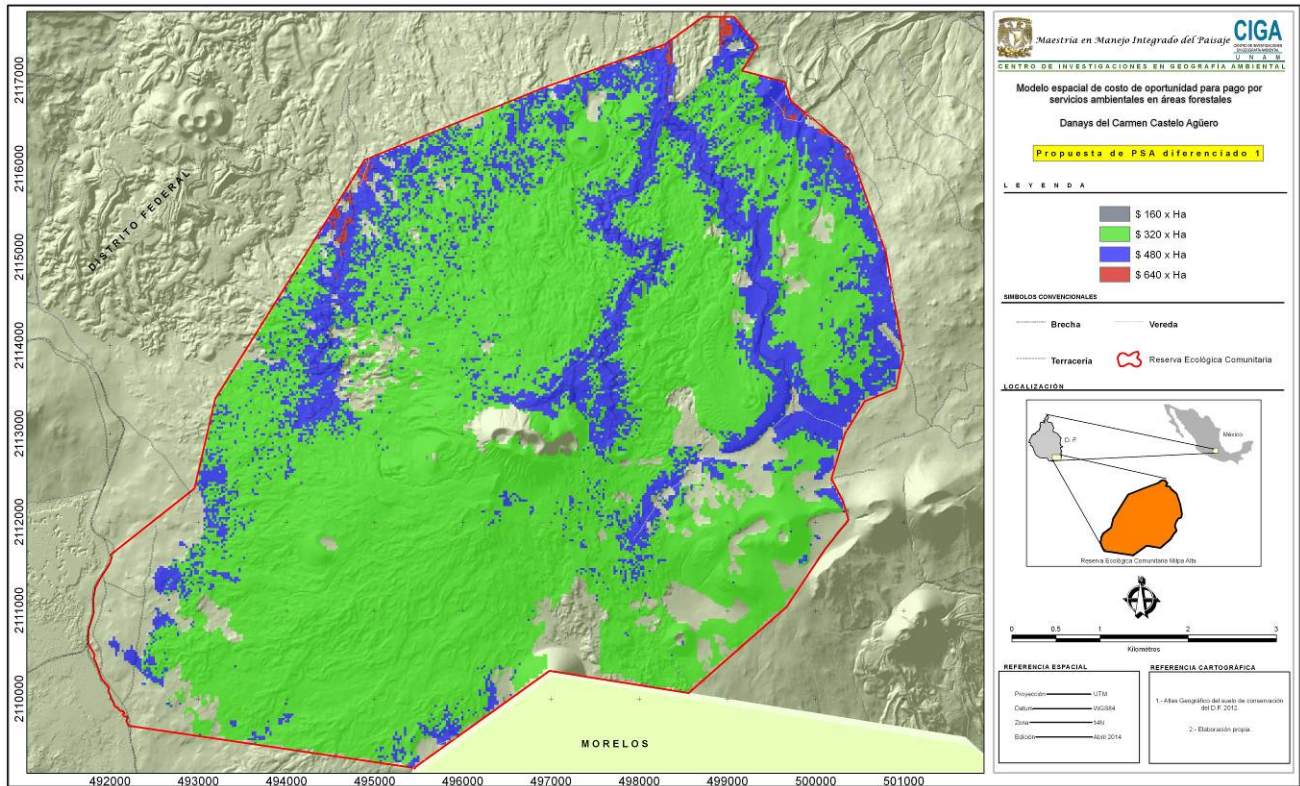 2117000
2116000
2115000
2114000
2113000
2112000
2111000
2110000
492000
493000
494000
495000
496000
497000
498000
499000
500000
501000
DISTRITO FEDERAL
MORELOS
Maestría en Manejo Integrado del Paisaje
CIGA
CENTRO DE INVESTIGACIONES
EN GEOGRAFÍA AMBIENTAL
UNAM
CENTRO DE INVESTIGACIONES EN GEOGRAFÍA AMBIENTAL
Modelo espacial de costo de oportunidad para pago por
servicios ambientales en áreas forestales
Danays del Carmen Castelo Agüero
Propuesta de PSA diferenciado 1
LEYENDA
$ 160 x Ha
$ 320 x Ha
$ 480 x Ha
$ 640 x Ha
SIMBOLOS CONVENCIONALES
Brecha
Vereda
Terracería
Reserva Ecológica Comunitaria
LOCALIZACIÓN
D. F.
México
Reserva Ecológica Comunitaria Milpa Alta
0 0.5 1 2 3
Kilómetros
REFERENCIA ESPACIAL
Proyección UTM
Datum WGS84
Zona 14N
Edición Abril 2014
REFERENCIA CARTOGRÁFICA
1.- Atlas Geográfico del suelo de conservación
del D.F. 2012.
2.- Elaboración propia.